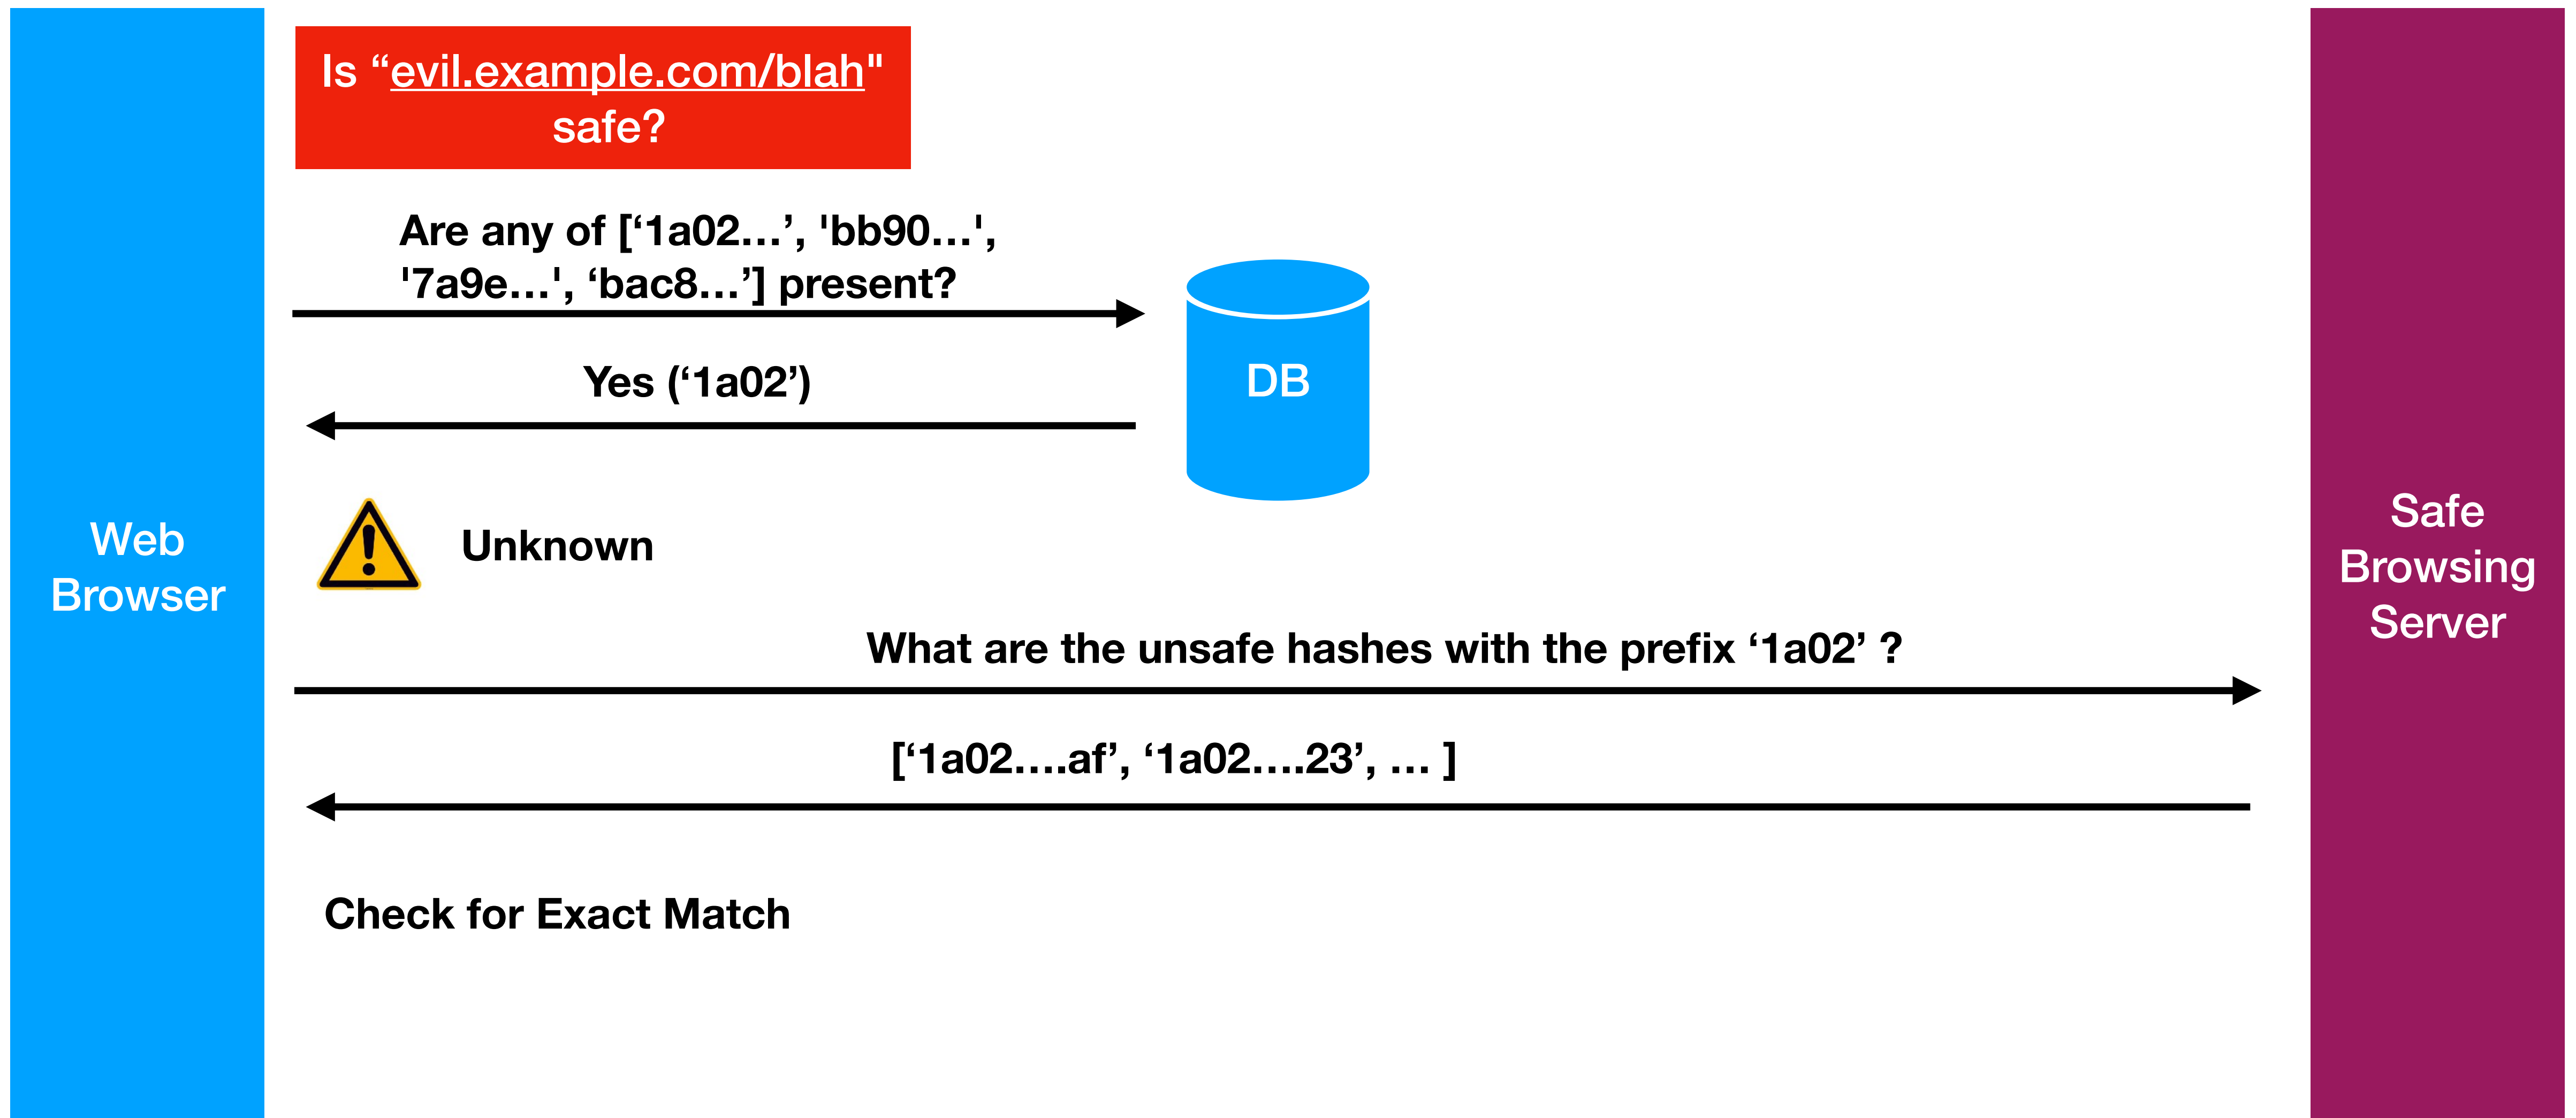 Is “evil.example.com/blah"
safe?
Are any of [‘1a02…’, 'bb90…',
'7a9e…', ‘bac8…’] present?
Yes (‘1a02’)
DB
Web
Browser
Unknown
Safe
Browsing
Server
What are the unsafe hashes with the prefix ‘1a02’ ?
[‘1a02….af’, ‘1a02….23’, … ]
Check for Exact Match